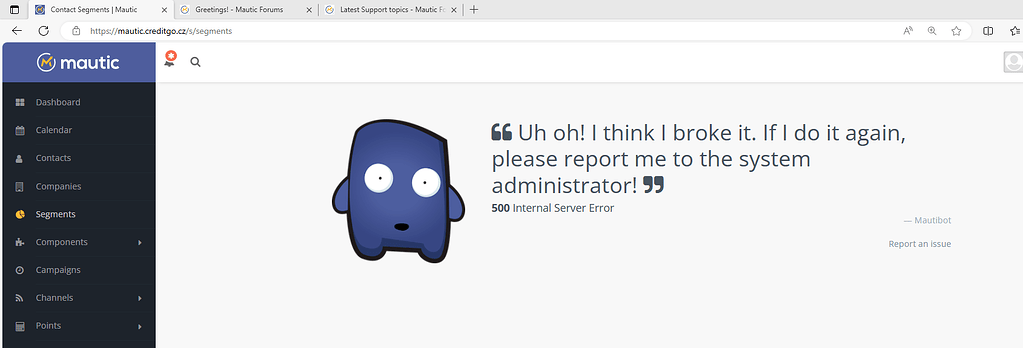 Contact Segments | Mautic
Greetings! - Mautic Forums
Latest Support topics - Mautic Fo
https://mautic.creditgo.cz/s/segments
mautic
Dashboard
Calendar
Contacts
Companies
Segments
Components
Campaigns
Channels
Points
“ Uh oh! I think I broke it. If I do it again,
please report me to the system
administrator! ”
500 Internal Server Error
— Mautibot
Report an issue